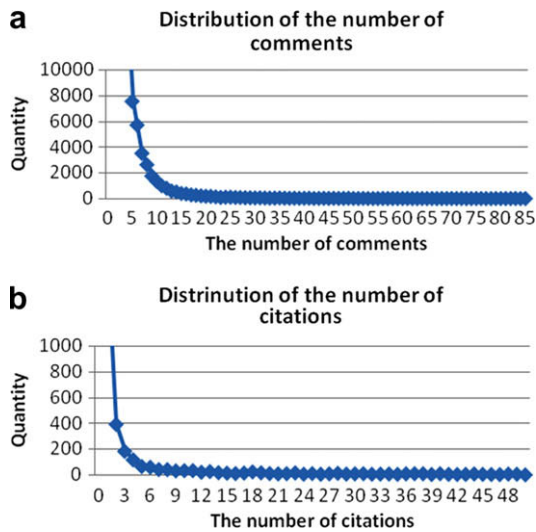 a
Distribution of the number of
comments
10000
8000
6000
4000
2000
0
Quantity
0 5 10 15 20 25 30 35 40 45 50 55 60 65 70 75 80 85
The number of comments
b
Distrinution of the number of
citations
1000
800
600
400
200
0
Quantity
0 3 6 9 12 15 18 21 24 27 30 33 36 39 42 45 48
The number of citations